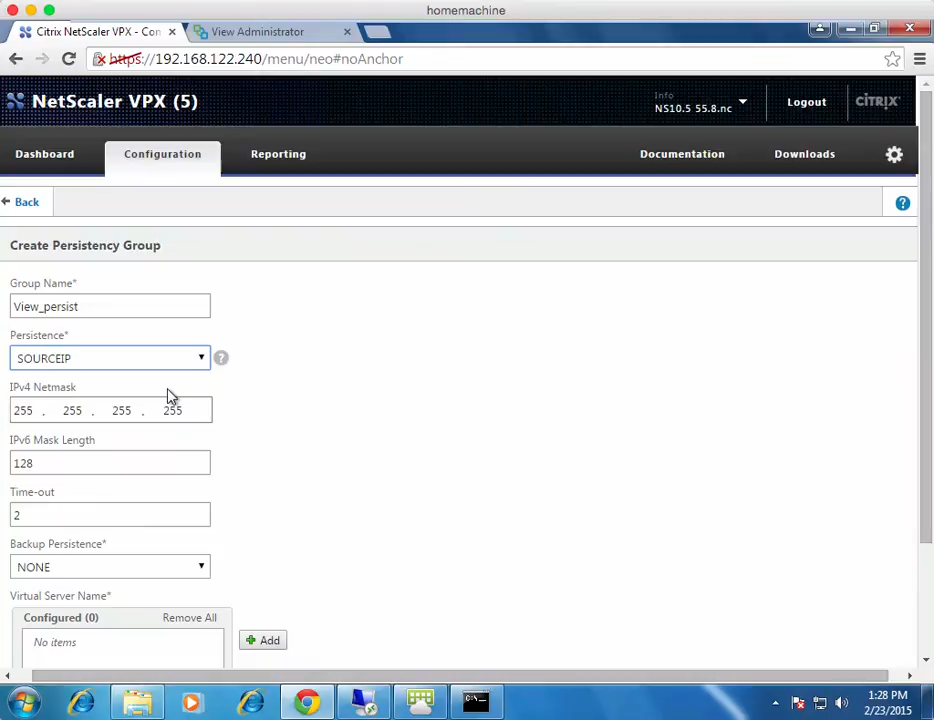 homemachine
Citrix NetScaler VPX - Con
View Administrator
https://192.168.122.240/menu/neo#noAnchor
NetScaler VPX (5)
Info
NS10.5 55.8.nc
Logout
CITRIX
Dashboard
Configuration
Reporting
Documentation
Downloads
Back
?
Create Persistency Group
Group Name*
View_persist
Persistence*
SOURCEIP
?
IPv4 Netmask
255 . 255 . 255 . 255
IPv6 Mask Length
128
Time-out
2
Backup Persistence*
NONE
Virtual Server Name*
Configured (0)
Remove All
No items
Add
C:\.
1:28 PM
2/23/2015